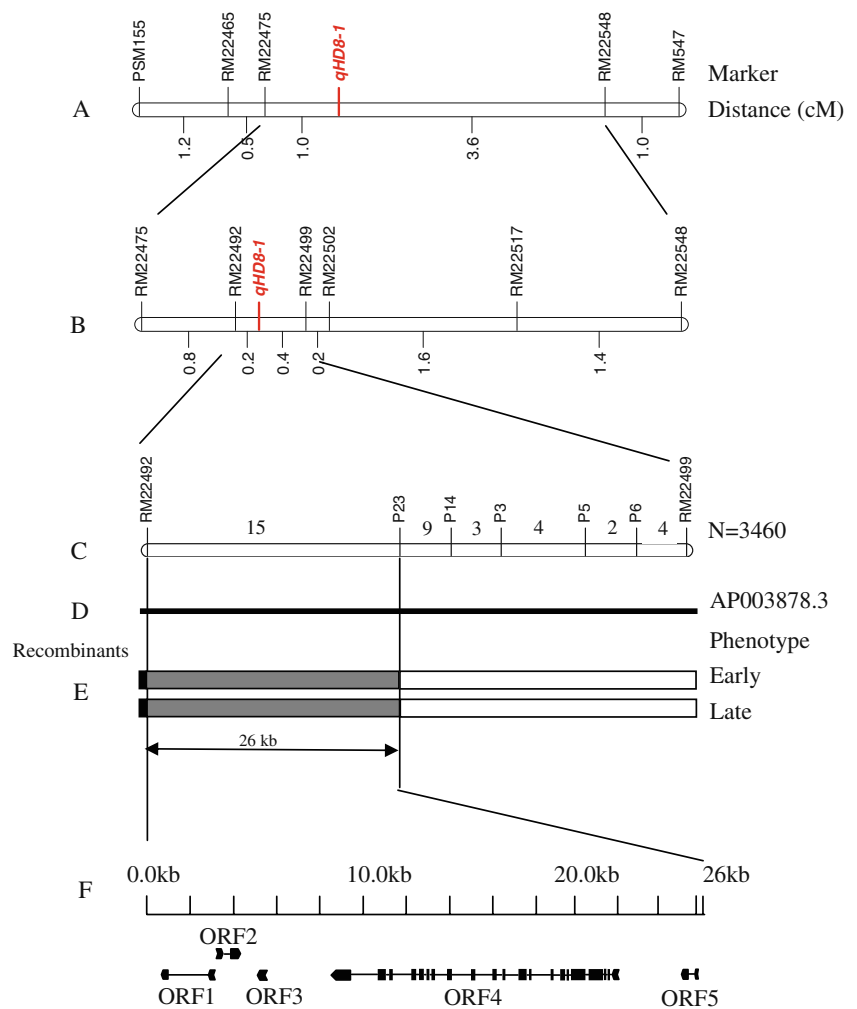 PSM155 RM22465 RM22475 qHD8-1 RM22548 RM547
Marker
A
Distance (cM)
1.2 0.5 1.0 3.6 1.0
RM22475 RM22492 qHD8-1 RM22499 RM22502 RM22517 RM22548
B
0.8 0.2 0.4 0.2 1.6 1.4
RM22492 P23 P14 P3 P5 P6 RM22499
15 9 3 4 2 4
N=3460
C
D
AP003878.3
Phenotype
Recombinants
Early
E
Late
26 kb
F
0.0kb 10.0kb 20.0kb 26kb
ORF2
ORF1 ORF3 ORF4 ORF5